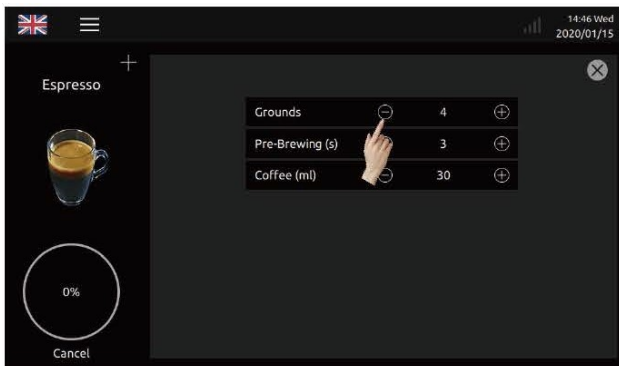 14:46 Wed
2020/01/15
Espresso
Grounds 4
Pre-Brewing (s) 3
Coffee (ml) 30
0%
Cancel